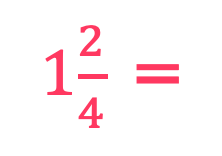 1 2/4 =